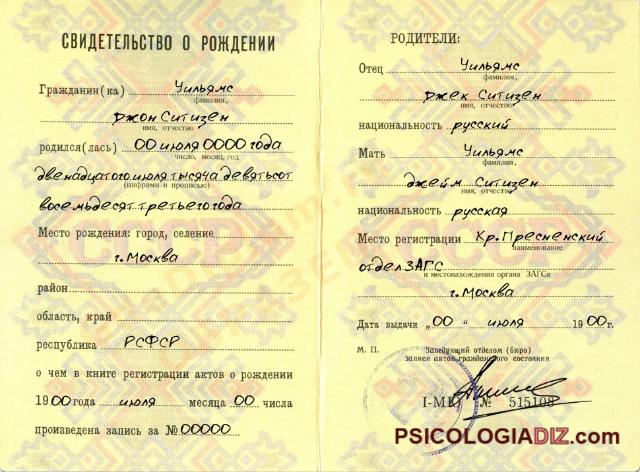 СВИДЕТЕЛЬСТВО О РОЖДЕНИИ
Гражданин(ка) Уильямс
фамилия,
джон Ситизен
имя, отчество
родился(лась) 00 июля 0000 года
число, месяц, год
двенадцатого июля тысяча девятьсот
(цифрами и прописью)
восемьдесят третьего года
Место рождения: город, селение
г. Москва
район
область, край
республика РСФСР
о чем в книге регистрации актов о рождении
1900 года июля месяца 00 числа
произведена запись за № 00000
РОДИТЕЛИ:
Отец Уильямс
фамилия,
джек Ситизен
имя, отчество
национальность русский
Мать Уильямс
фамилия,
джейм Ситизен
имя, отчество
национальность русская
Место регистрации Кр. Пресненский
наименование
отдел ЗАГС
и местонахождения органа ЗАГСа
г. Москва
Дата выдачи „00“ июля 1900 г.
М. П. Заведующий отделом (бюро)
записи актов гражданского состояния
№ 515108
PSICOLOGIADIZ.com